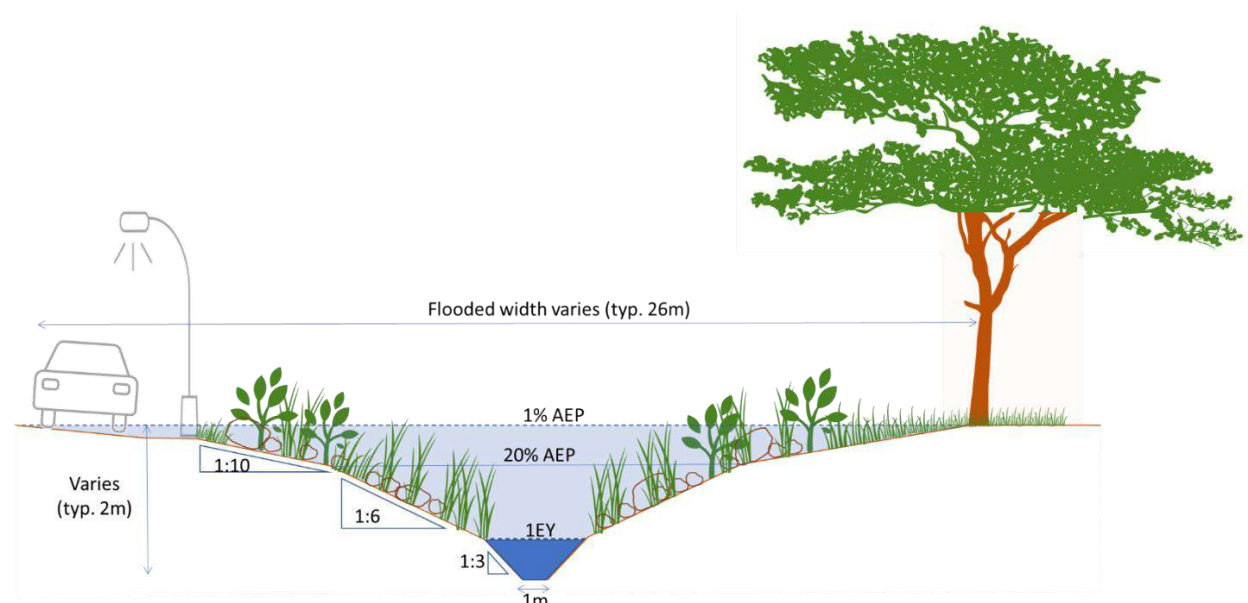 Flooded width varies (typ. 26m)
1% AEP
20% AEP
1:10
Varies
(typ. 2m)
1:6
1EY
1:3
1m